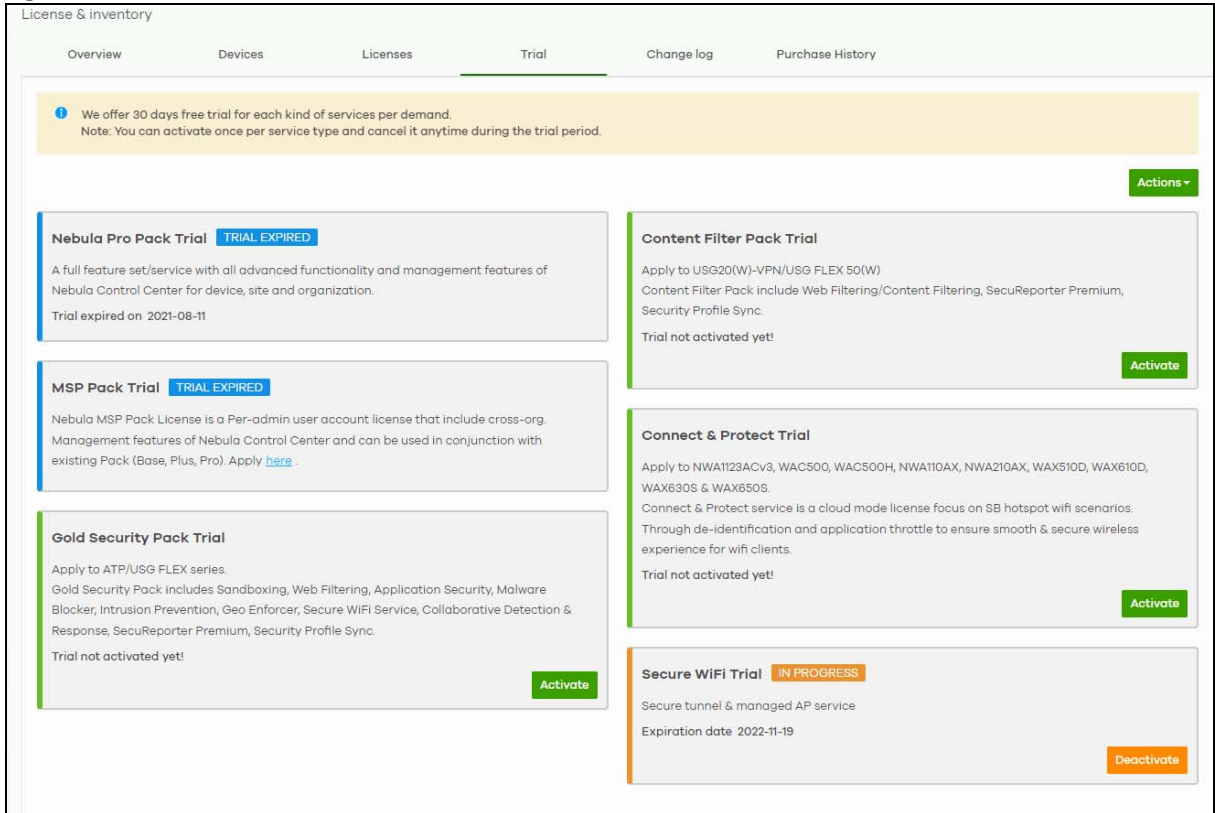 License & inventory
Overview Devices Licenses Trial Change log Purchase History
We offer 30 days free trial for each kind of services per demand.
Note: You can activate once per service type and cancel it anytime during the trial period.
Actions
Nebula Pro Pack Trial TRIAL EXPIRED
A full feature set/service with all advanced functionality and management features of
Nebula Control Center for device, site and organization.
Trial expired on 2021-08-11
MSP Pack Trial TRIAL EXPIRED
Nebula MSP Pack License is a Per-admin user account license that include cross-org.
Management features of Nebula Control Center and can be used in conjunction with
existing Pack (Base, Plus, Pro). Apply here .
Gold Security Pack Trial
Apply to ATP/USG FLEX series.
Gold Security Pack includes Sandboxing, Web Filtering, Application Security, Malware
Blocker, Intrusion Prevention, Geo Enforcer, Secure WiFi Service, Collaborative Detection &
Response, SecuReporter Premium, Security Profile Sync.
Trial not activated yet!
Activate
Content Filter Pack Trial
Apply to USG20(W)-VPN/USG FLEX 50(W)
Content Filter Pack include Web Filtering/Content Filtering, SecuReporter Premium,
Security Profile Sync.
Trial not activated yet!
Activate
Connect & Protect Trial
Apply to NWA1123ACv3, WAC500, WAC500H, NWA110AX, NWA210AX, WAX510D, WAX610D,
WAX630S & WAX650S.
Connect & Protect service is a cloud mode license focus on SB hotspot wifi scenarios.
Through de-identification and application throttle to ensure smooth & secure wireless
experience for wifi clients.
Trial not activated yet!
Activate
Secure WiFi Trial IN PROGRESS
Secure tunnel & managed AP service
Expiration date 2022-11-19
Deactivate